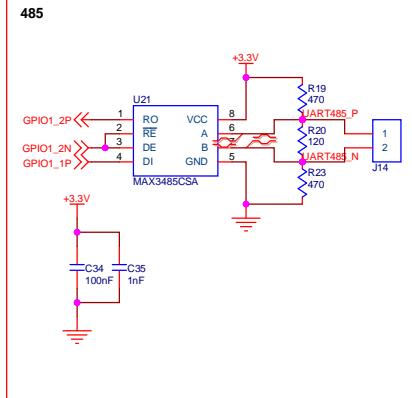 485
+3.3V
U21
R19
470
UART485_P
GPIO1_2P
1
RO
VCC
8
2
RE
A
6
R20
120
GPIO1_2N
3
DE
B
7
1
2
GPIO1_1P
4
DI
GND
5
UART485_N
J14
MAX3485CSA
R23
470
+3.3V
C34
100nF
C35
1nF